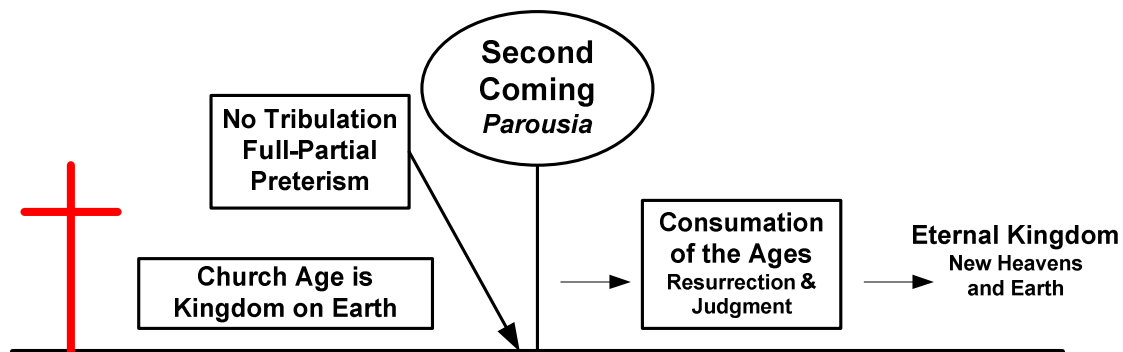 No Tribulation
Full-Partial
Preterism
Church Age is
Kingdom on Earth
Second
Coming
Parousia
Consumation
of the Ages
Resurrection &
Judgment
Eternal Kingdom
New Heavens
and Earth